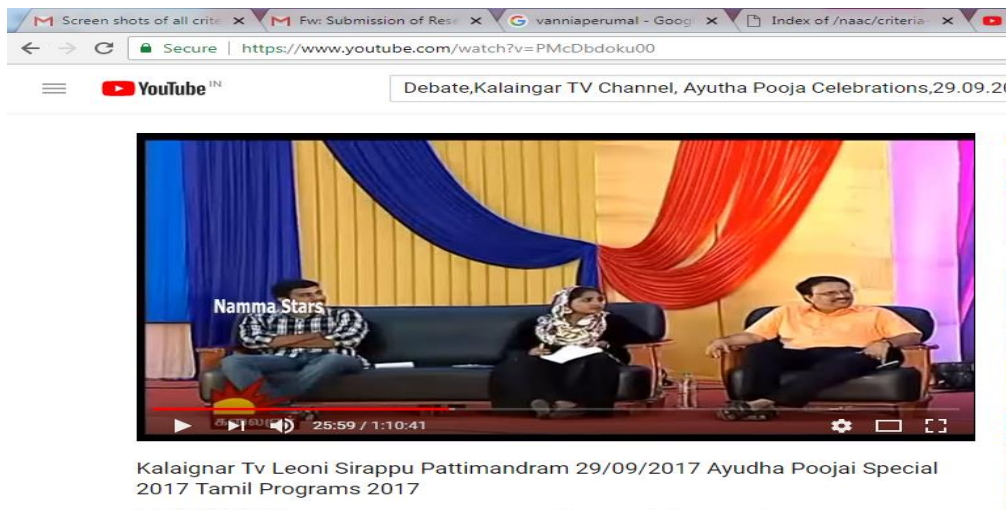 Screen shots of all crite
Fw: Submission of Rese
vanniaperumal - Goog
Index of /naac/criteria-
Secure
https://www.youtube.com/watch?v=PMcDbdoku00
YouTube IN
Debate,Kalaingar TV Channel, Ayutha Pooja Celebrations,29.09.20
Namma Stars
25:59 / 1:10:41
Kalaignar Tv Leoni Sirappu Pattimandram 29/09/2017 Ayudha Poojai Special
2017 Tamil Programs 2017